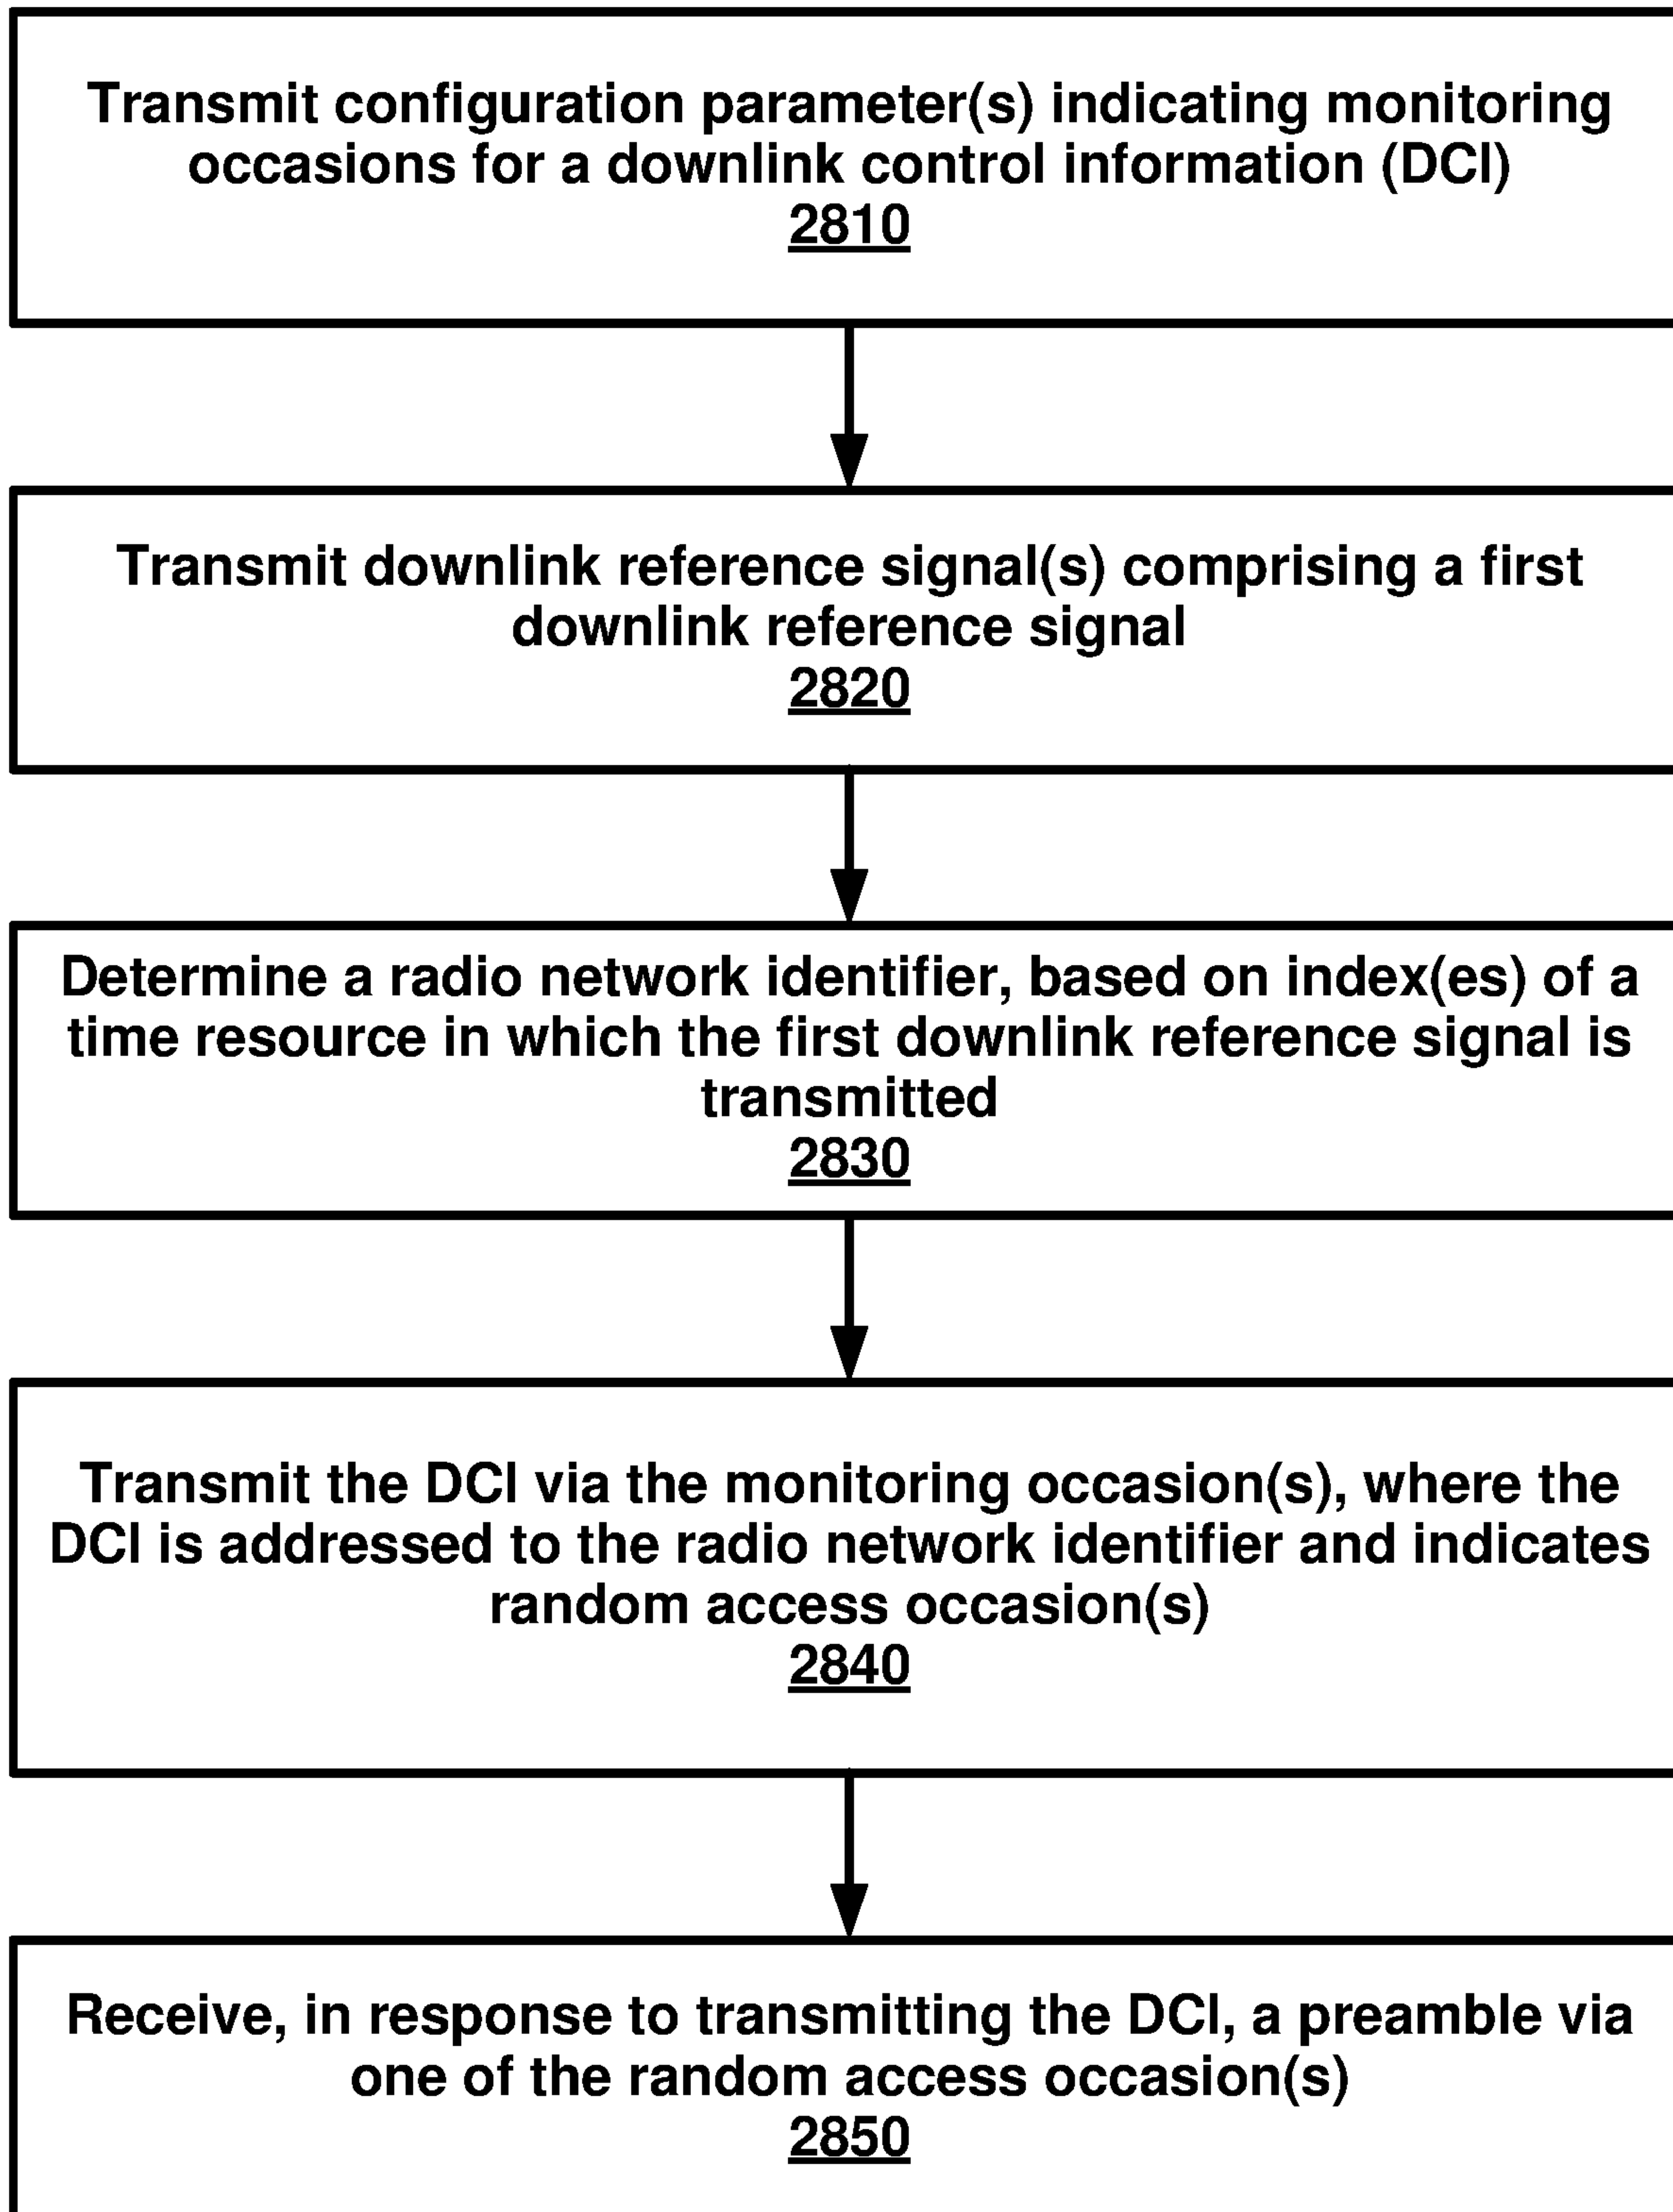 Transmit configuration parameter(s) indicating monitoring
occasions for a downlink control information (DCI)
2810
Transmit downlink reference signal(s) comprising a first
downlink reference signal
2820
Determine a radio network identifier, based on index(es) of a
time resource in which the first downlink reference signal is
transmitted
2830
Transmit the DCI via the monitoring occasion(s), where the
DCI is addressed to the radio network identifier and indicates
random access occasion(s)
2840
Receive, in response to transmitting the DCI, a preamble via
one of the random access occasion(s)
2850